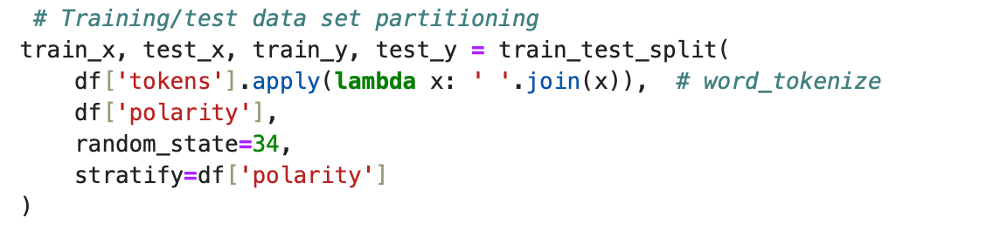 # Training/test data set partitioning
train_x, test_x, train_y, test_y = train_test_split(
    df['tokens'].apply(lambda x: ' '.join(x)),  # word_tokenize
    df['polarity'],
    random_state=34,
    stratify=df['polarity']
)